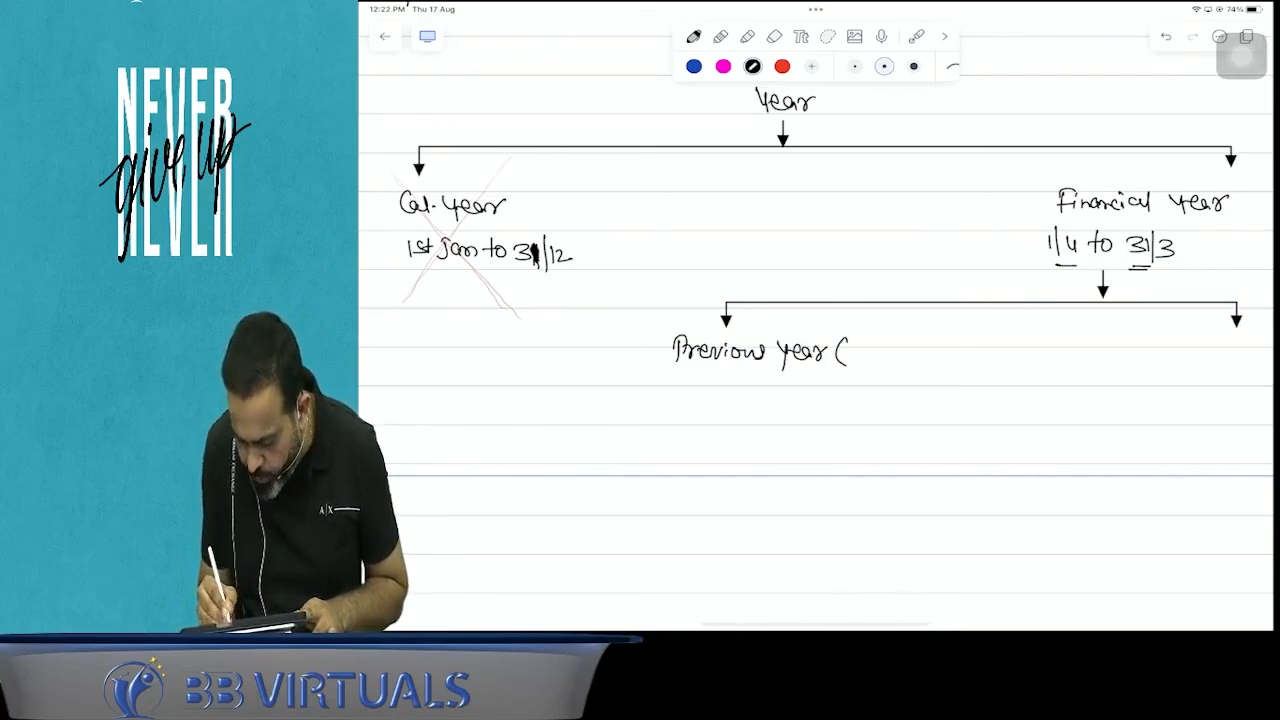 12:22 PM Thu 17 Aug
74%
NEVER
give up
NEVER
Tt
Year
Cal. Year
Financial Year
1st Jan to 31/12
1/4 to 31/3
Previous Year (
A|X
BB VIRTUALS